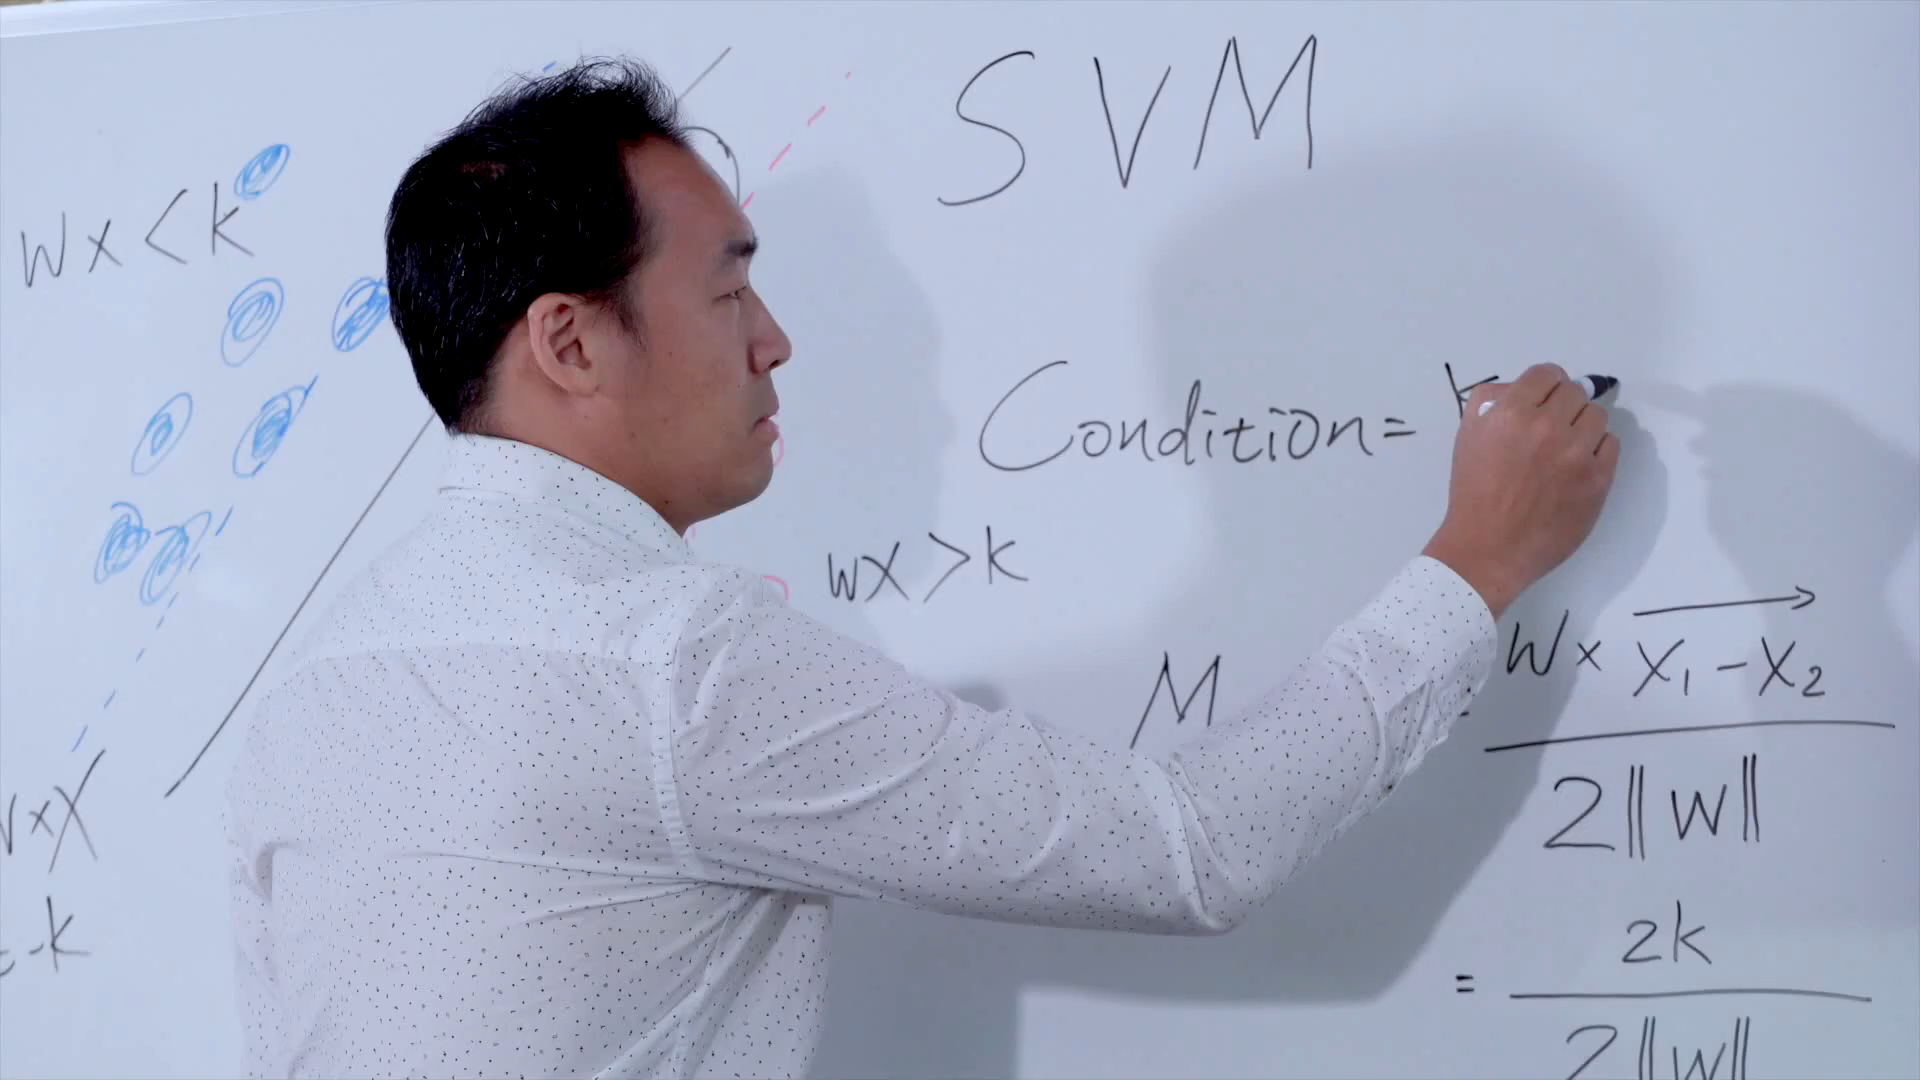 SVM
Wx<k
Condition= k
wx>k
M
= W× X₁-X₂
2||W||
×X
=-k
= 2k
2||W||